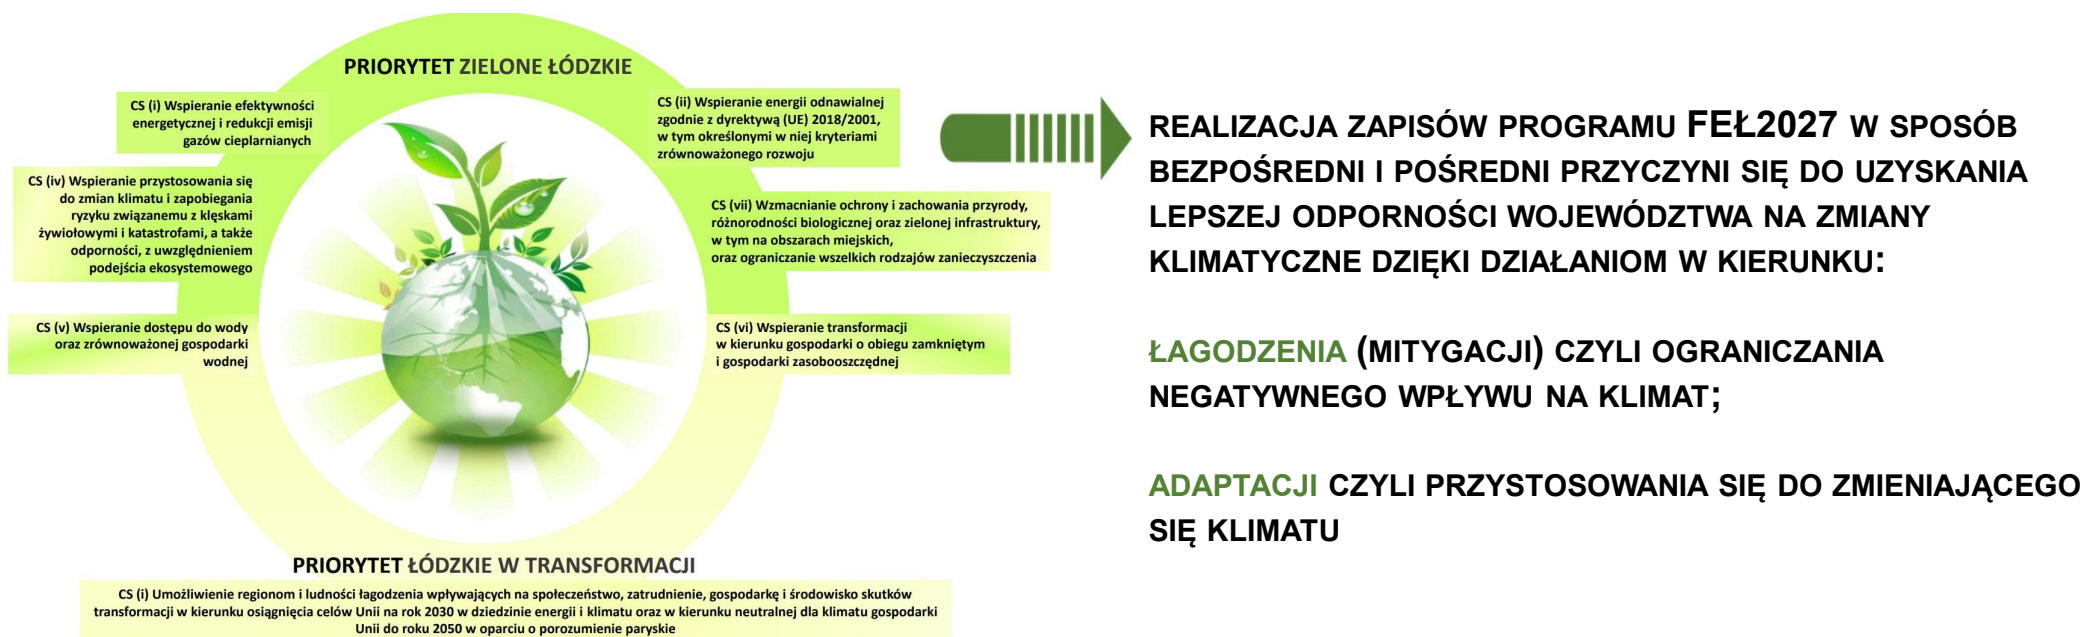 PRIORYTET ZIELONE ŁÓDZKIE
CS (i) Wspieranie efektywności
energetycznej i redukcji emisji
gazów cieplarnianych
CS (ii) Wspieranie energii odnawialnej
zgodnie z dyrektywą (UE) 2018/2001,
w tym określonymi w niej kryteriami
zrównoważonego rozwoju
CS (iv) Wspieranie przystosowania się
do zmian klimatu i zapobiegania
ryzyku związanemu z klęskami
żywiołowymi i katastrofami, a także
odporności, z uwzględnieniem
podejścia ekosystemowego
CS (vii) Wzmacnianie ochrony i zachowania przyrody,
różnorodności biologicznej oraz zielonej infrastruktury,
w tym na obszarach miejskich,
oraz ograniczanie wszelkich rodzajów zanieczyszczenia
CS (v) Wspieranie dostępu do wody
oraz zrównoważonej gospodarki
wodnej
CS (vi) Wspieranie transformacji
w kierunku gospodarki o obiegu zamkniętym
i gospodarki zasobooszczędnej
PRIORYTET ŁÓDZKIE W TRANSFORMACJI
CS (i) Umożliwienie regionom i ludności łagodzenia wpływających na społeczeństwo, zatrudnienie, gospodarkę i środowisko skutków
transformacji w kierunku osiągnięcia celów Unii na rok 2030 w dziedzinie energii i klimatu oraz w kierunku neutralnej dla klimatu gospodarki
Unii do roku 2050 w oparciu o porozumienie paryskie
REALIZACJA ZAPISÓW PROGRAMU FEŁ2027 W SPOSÓB
BEZPOŚREDNI I POŚREDNI PRZYCZYNI SIĘ DO UZYSKANIA
LEPSZEJ ODPORNOŚCI WOJEWÓDZTWA NA ZMIANY
KLIMATYCZNE DZIĘKI DZIAŁANIOM W KIERUNKU:
ŁAGODZENIA (MITYGACJI) CZYLI OGRANICZANIA
NEGATYWNEGO WPŁYWU NA KLIMAT;
ADAPTACJI CZYLI PRZYSTOSOWANIA SIĘ DO ZMIENIAJĄCEGO
SIĘ KLIMATU